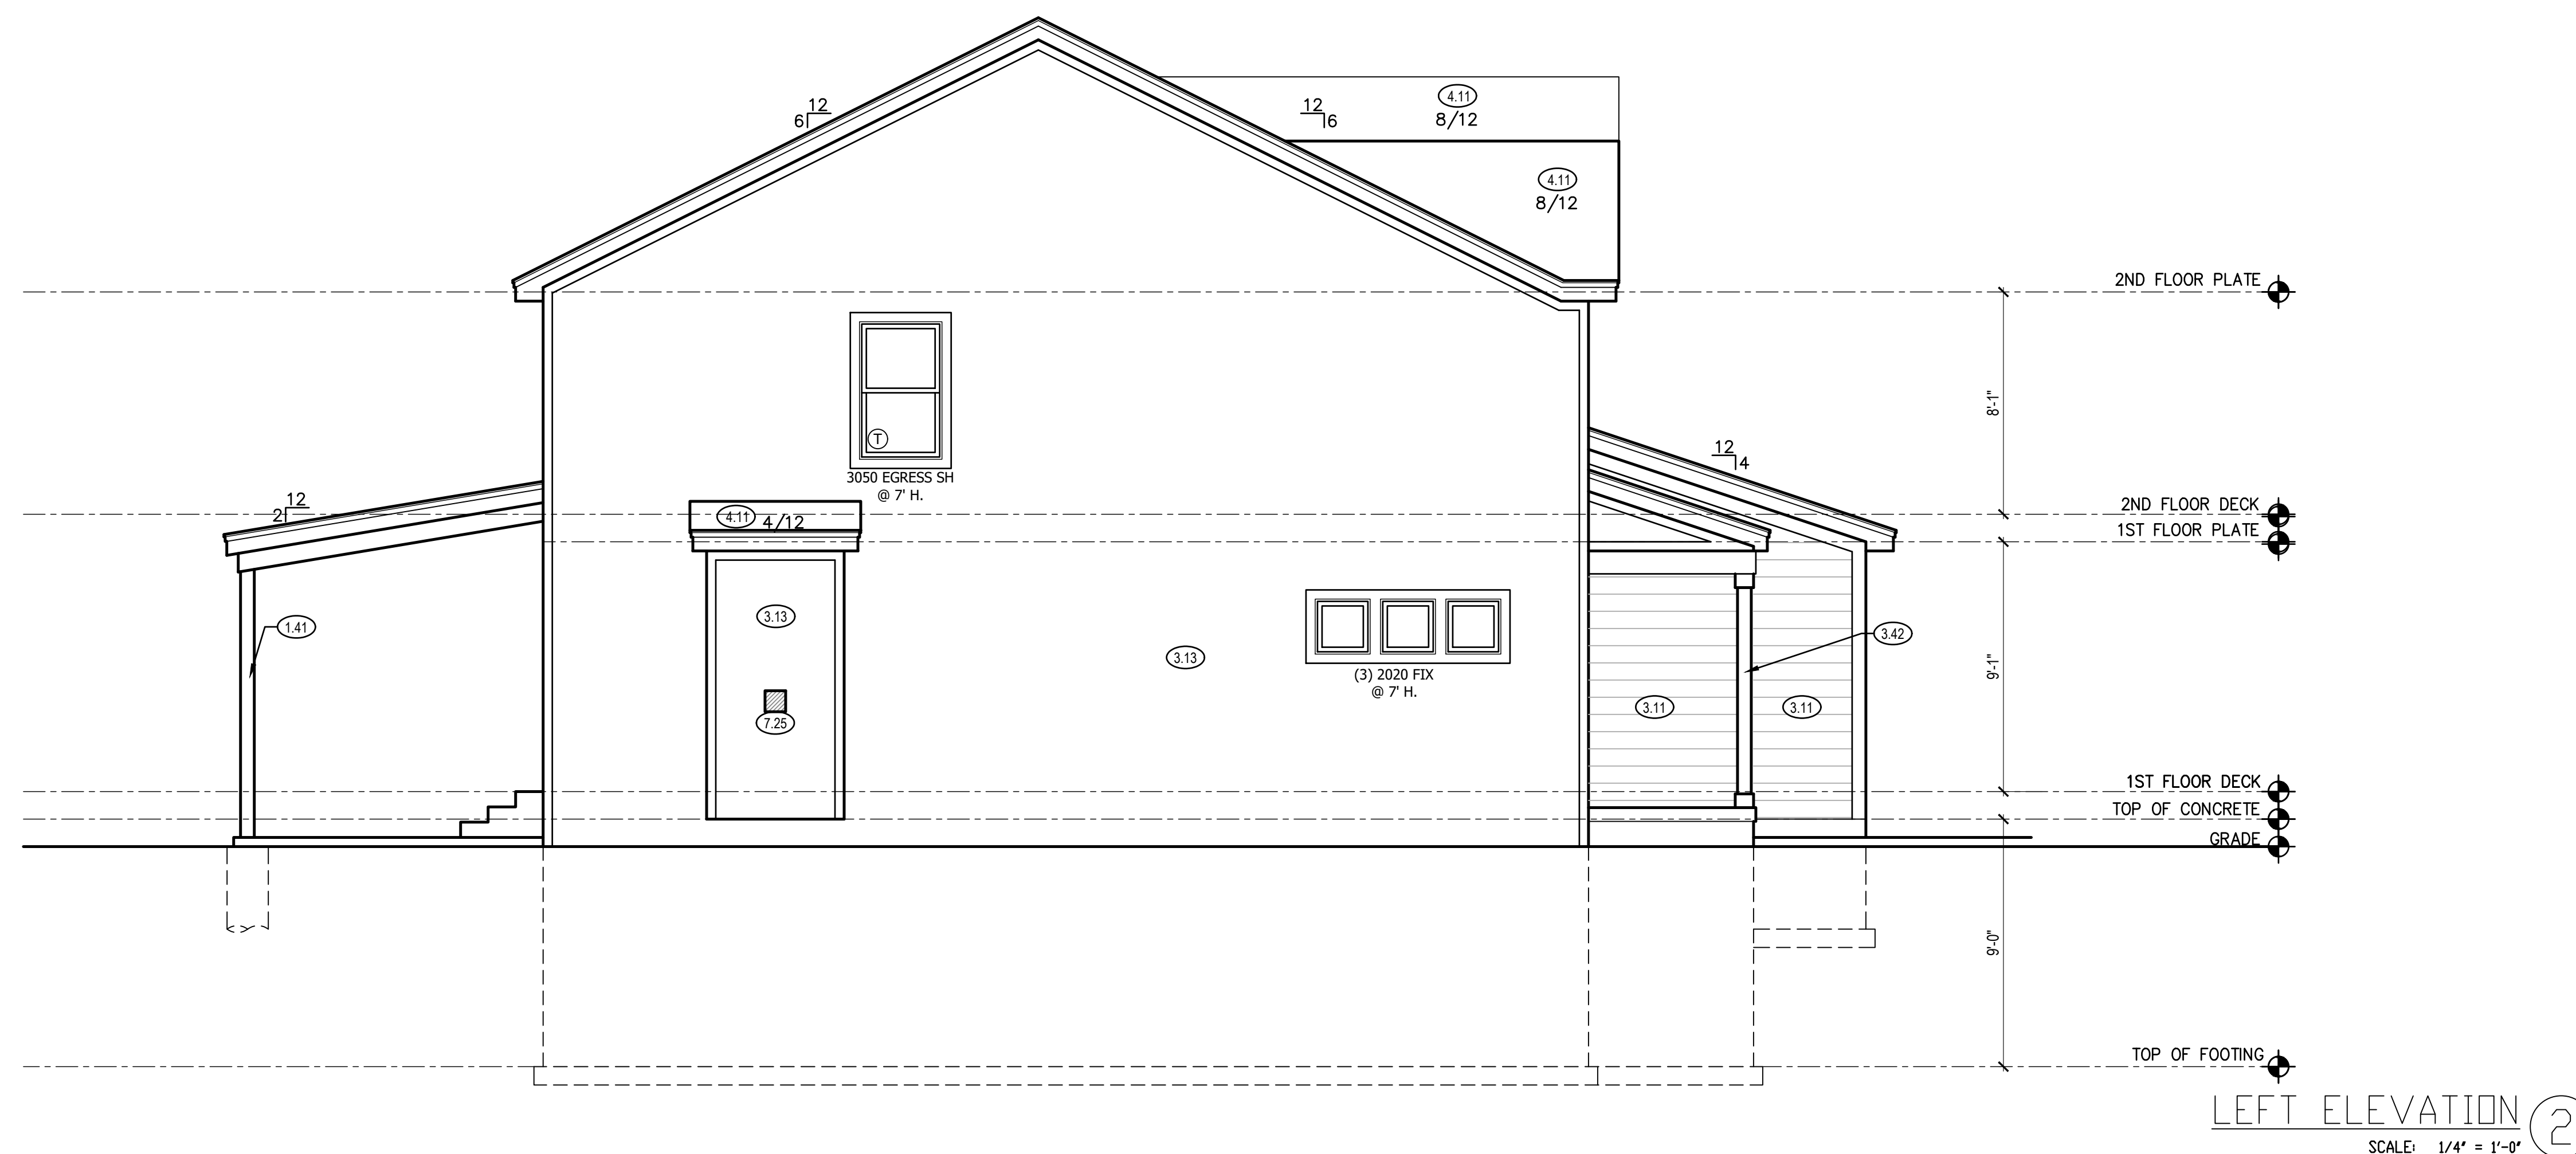 12
6
12
6
4.11
8/12
4.11
8/12
2ND FLOOR PLATE
8'-1"
T
3050 EGRESS SH
@ 7' H.
12
4
12
2
4.11
4/12
2ND FLOOR DECK
1ST FLOOR PLATE
1.41
3.13
3.13
(3) 2020 FIX
@ 7' H.
3.42
9'-1"
7.25
3.11
3.11
1ST FLOOR DECK
TOP OF CONCRETE
GRADE
9'-0"
TOP OF FOOTING
LEFT ELEVATION
2
SCALE: 1/4" = 1'-0"